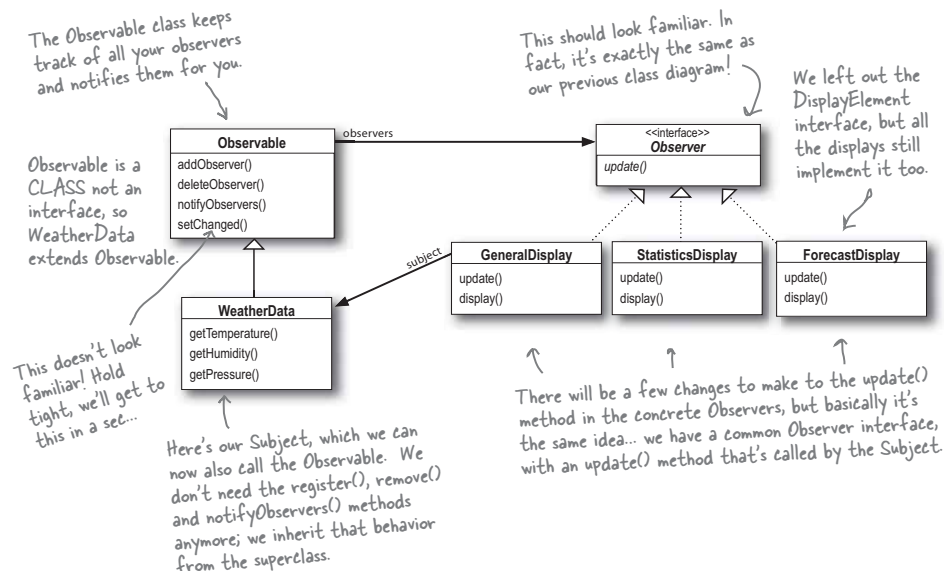 The Observable class keeps
track of all your observers
and notifies them for you.
This should look familiar. In
fact, it's exactly the same as
our previous class diagram!
We left out the
DisplayElement
interface, but all
the displays still
implement it too.
Observable is a
CLASS not an
interface, so
WeatherData
extends Observable.
Observable
addObserver()
deleteObserver()
notifyObservers()
setChanged()
observers
<<interface>>
Observer
update()
subject
GeneralDisplay
update()
display()
StatisticsDisplay
update()
display()
ForecastDisplay
update()
display()
WeatherData
getTemperature()
getHumidity()
getPressure()
This doesn't look
familiar! Hold
tight, we'll get to
this in a sec...
Here's our Subject, which we can
now also call the Observable. We
don't need the register(), remove()
and notifyObservers() methods
anymore; we inherit that behavior
from the superclass.
There will be a few changes to make to the update()
method in the concrete Observers, but basically it's
the same idea... we have a common Observer interface,
with an update() method that's called by the Subject.